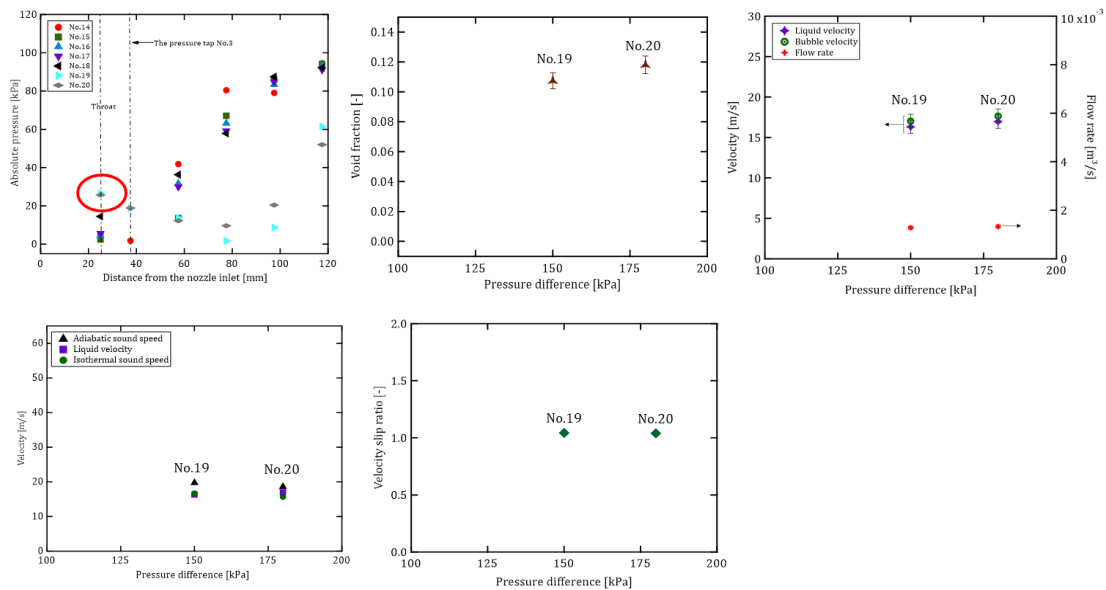 No.14
No.15
No.16
No.17
No.18
No.19
No.20
The pressure tap No.3
Throat
100
80
60
40
20
0
Absolute pressure [kPa]
0 20 40 60 80 100 120
Distance from the nozzle inlet [mm]
0.14
0.12
0.10
0.08
0.06
0.04
0.02
0.00
Void fraction [-]
No.19
No.20
100 125 150 175 200
Pressure difference [kPa]
30
25
20
15
10
5
0
Velocity [m/s]
Liquid velocity
Bubble velocity
Flow rate
No.19
No.20
10 ×10-3
8
6
4
2
0
Flow rate [m3/s]
100 125 150 175 200
Pressure difference [kPa]
60
50
40
30
20
10
0
Velocity [m/s]
Adiabatic sound speed
Liquid velocity
Isothermal sound speed
No.19
No.20
100 125 150 175 200
Pressure difference [kPa]
2.0
1.5
1.0
0.5
0.0
Velocity slip ratio [-]
No.19
No.20
100 125 150 175 200
Pressure difference [kPa]